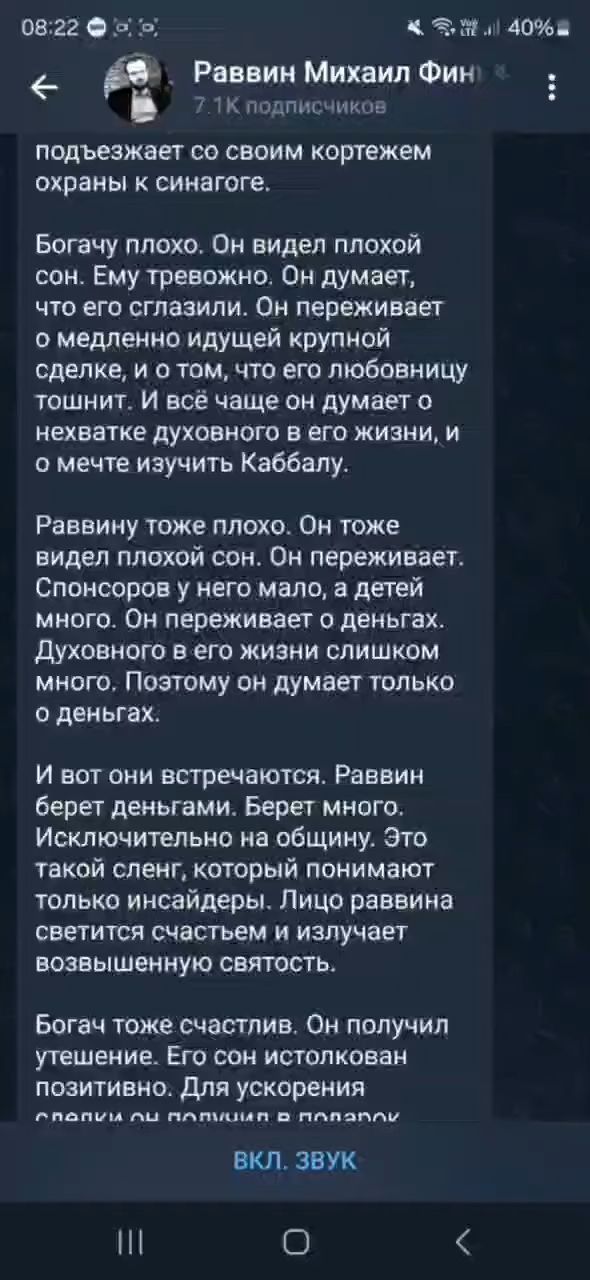 08:22
Vo9 LTE 40%
Раввин Михаил Фин
7.1K подписчиков
подъезжает со своим кортежем
охраны к синагоге.
Богачу плохо. Он видел плохой
сон. Ему тревожно. Он думает,
что его сглазили. Он переживает
о медленно идущей крупной
сделке, и о том, что его любовницу
тошнит. И всё чаще он думает о
нехватке духовного в его жизни, и
о мечте изучить Каббалу.
Раввину тоже плохо. Он тоже
видел плохой сон. Он переживает.
Спонсоров у него мало, а детей
много. Он переживает о деньгах.
Духовного в его жизни слишком
много. Поэтому он думает только
о деньгах.
И вот они встречаются. Раввин
берет деньгами. Берет много.
Исключительно на общину. Это
такой сленг, который понимают
только инсайдеры. Лицо раввина
светится счастьем и излучает
возвышенную святость.
Богач тоже счастлив. Он получил
утешение. Его сон истолкован
позитивно. Для ускорения
сделки он получил в подарок
ВКЛ. ЗВУК